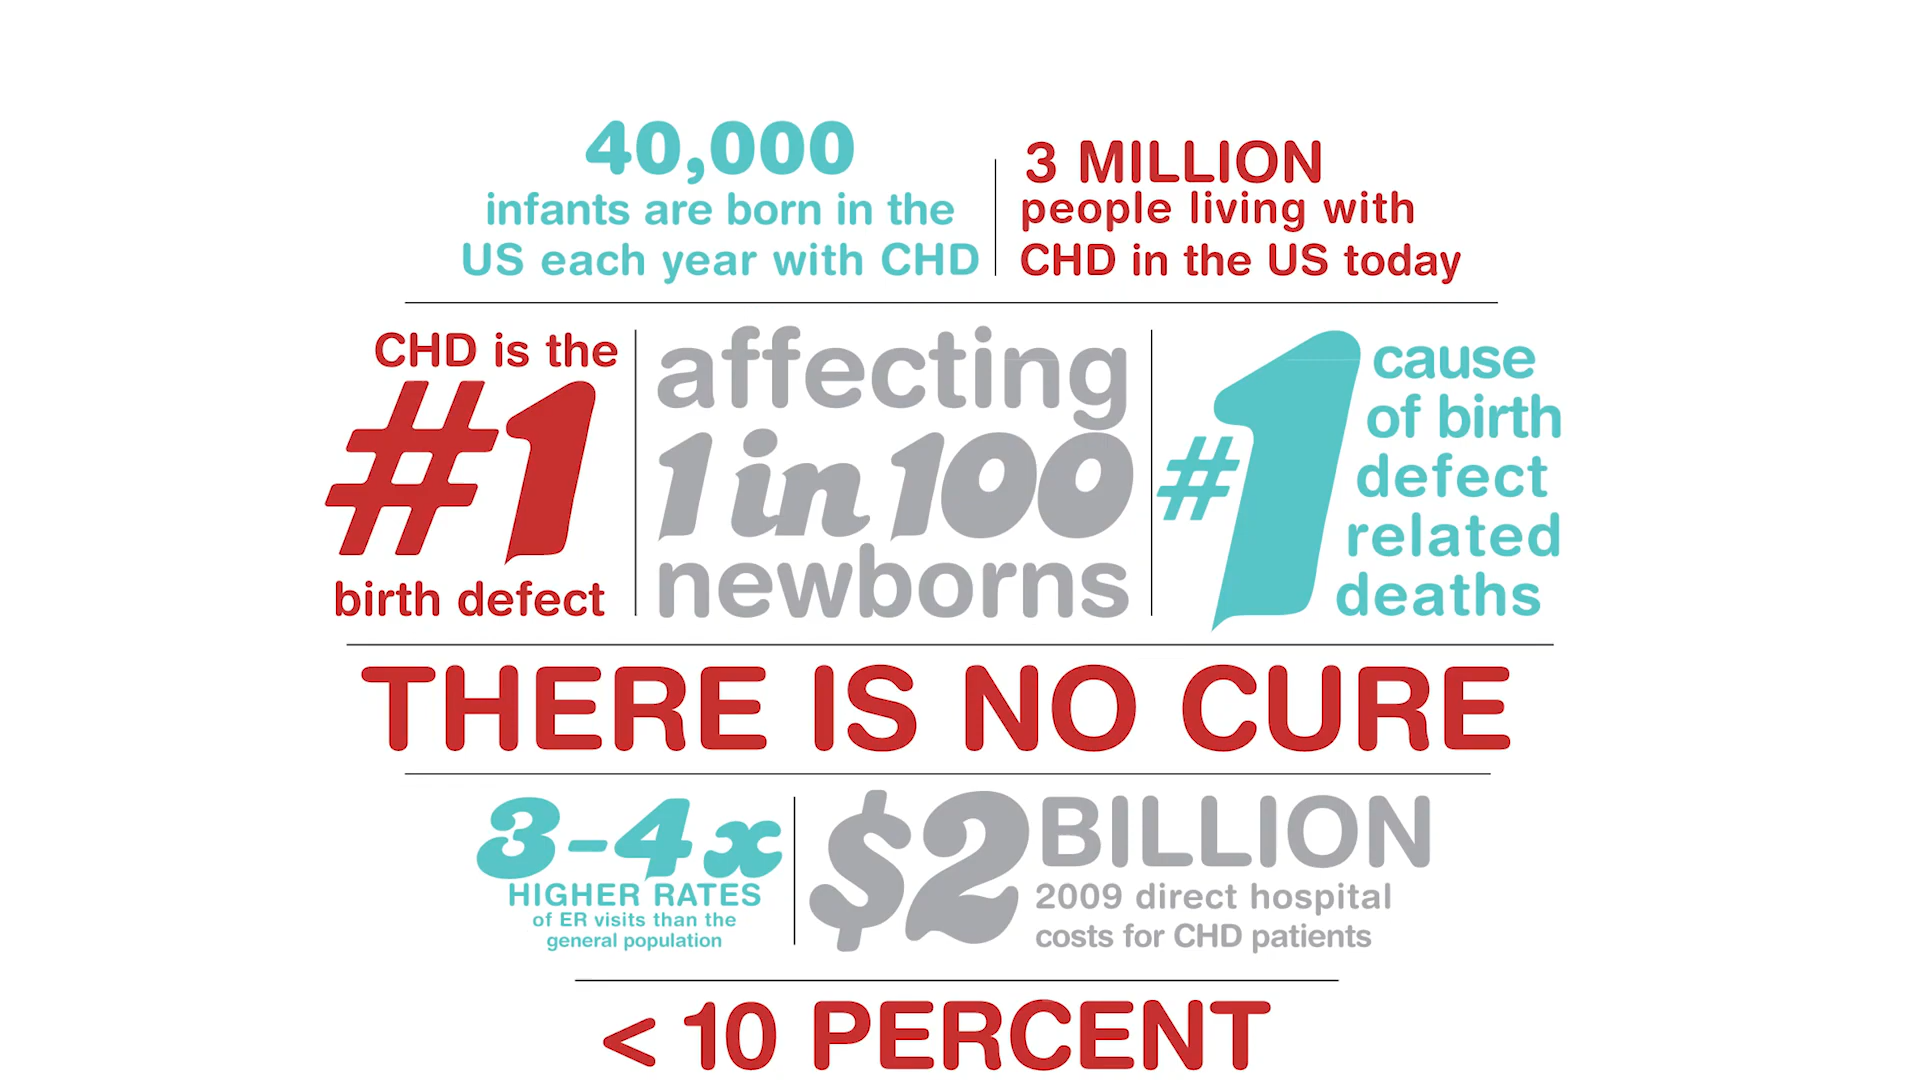 40,000
infants are born in the
US each year with CHD
3 MILLION
people living with
CHD in the US today
CHD is the
#1
birth defect
affecting
1 in 100
newborns
#1
cause
of birth
defect
related
deaths
THERE IS NO CURE
3-4x
HIGHER RATES
of ER visits than the
general population
$2 BILLION
2009 direct hospital
costs for CHD patients
< 10 PERCENT